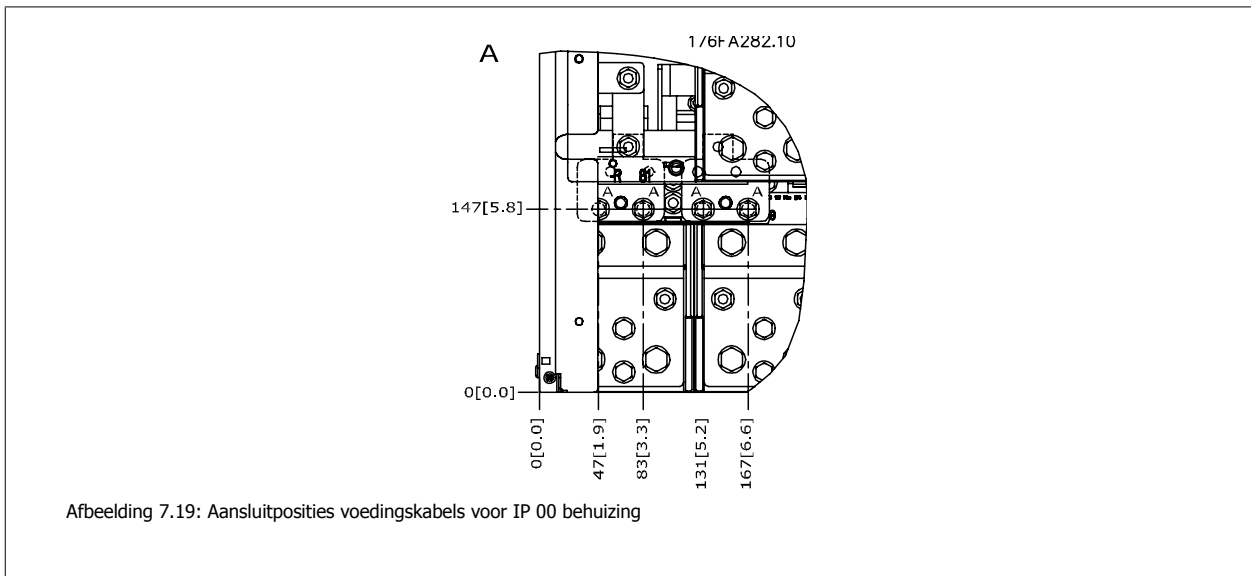 176FA282.10
A
R 81
A A A A
147[5.8]
0[0.0]
0[0.0]
47[1.9]
83[3.3]
131[5.2]
167[6.6]
Afbeelding 7.19: Aansluitposities voedingskabels voor IP 00 behuizing